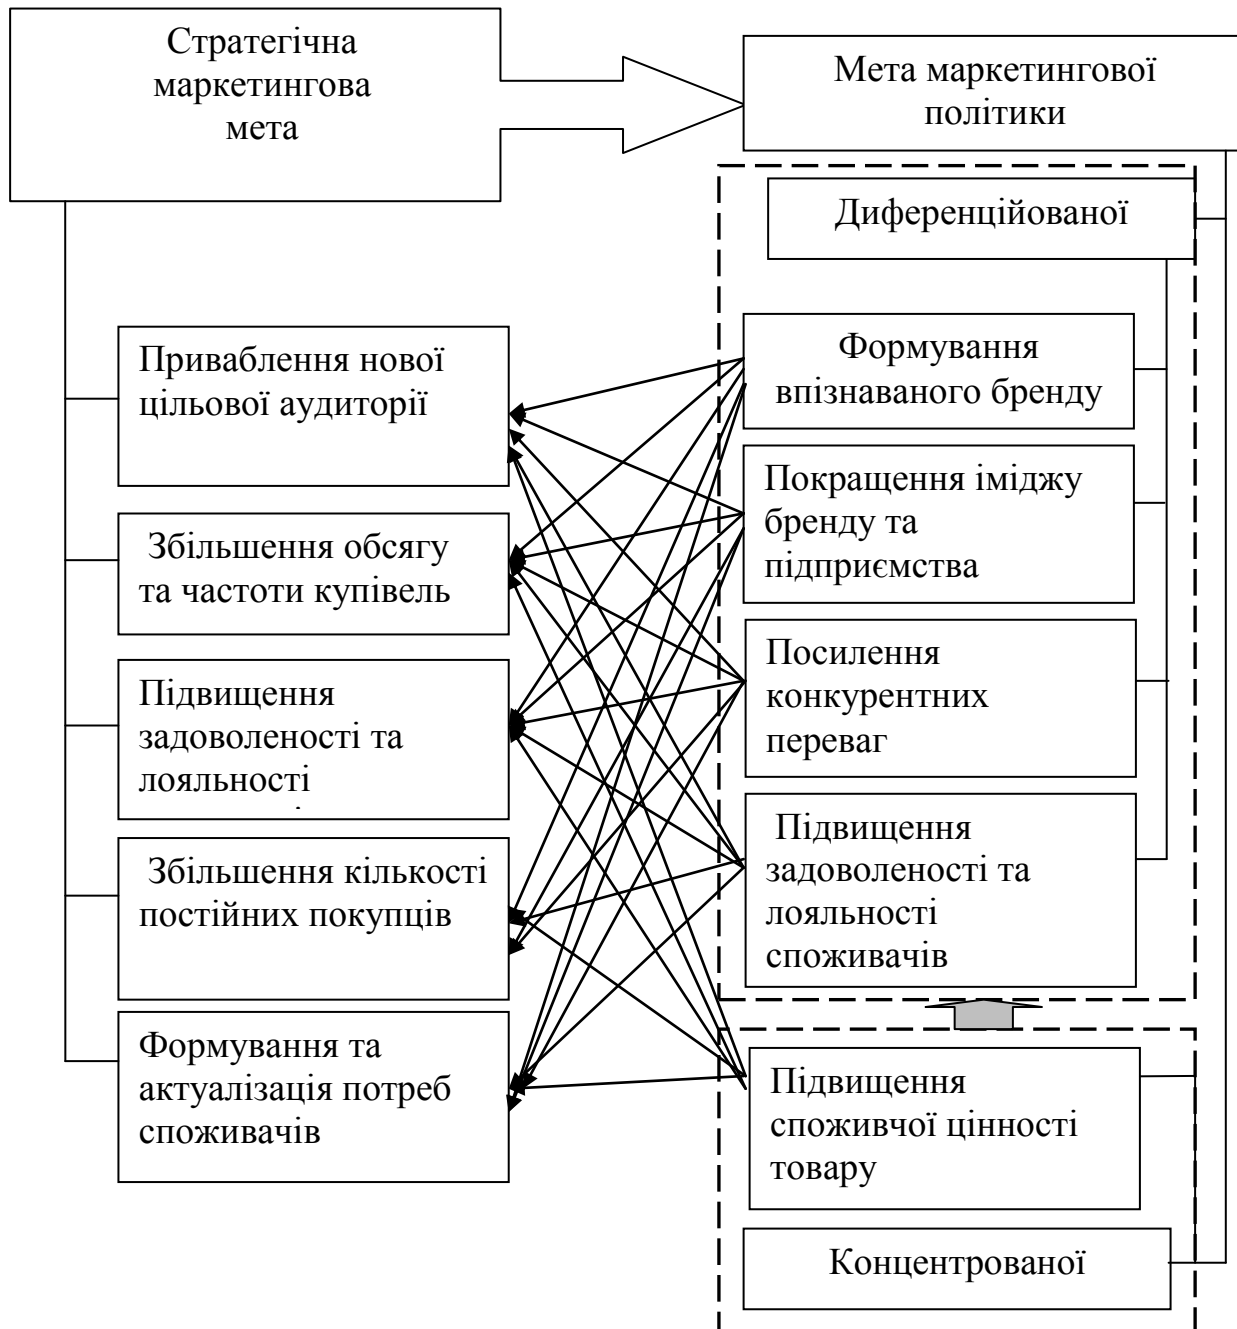 Стратегічна
маркетингова
мета
Мета маркетингової
політики
Диференційованої
Приваблення нової
цільової аудиторії
Збільшення обсягу
та частоти купівель
Підвищення
задоволеності та
лояльності
Збільшення кількості
постійних покупців
Формування та
актуалізація потреб
споживачів
Формування
впізнаваного бренду
Покращення іміджу
бренду та
підприємства
Посилення
конкурентних
переваг
Підвищення
задоволеності та
лояльності
споживачів
Підвищення
споживчої цінності
товару
Концентрованої